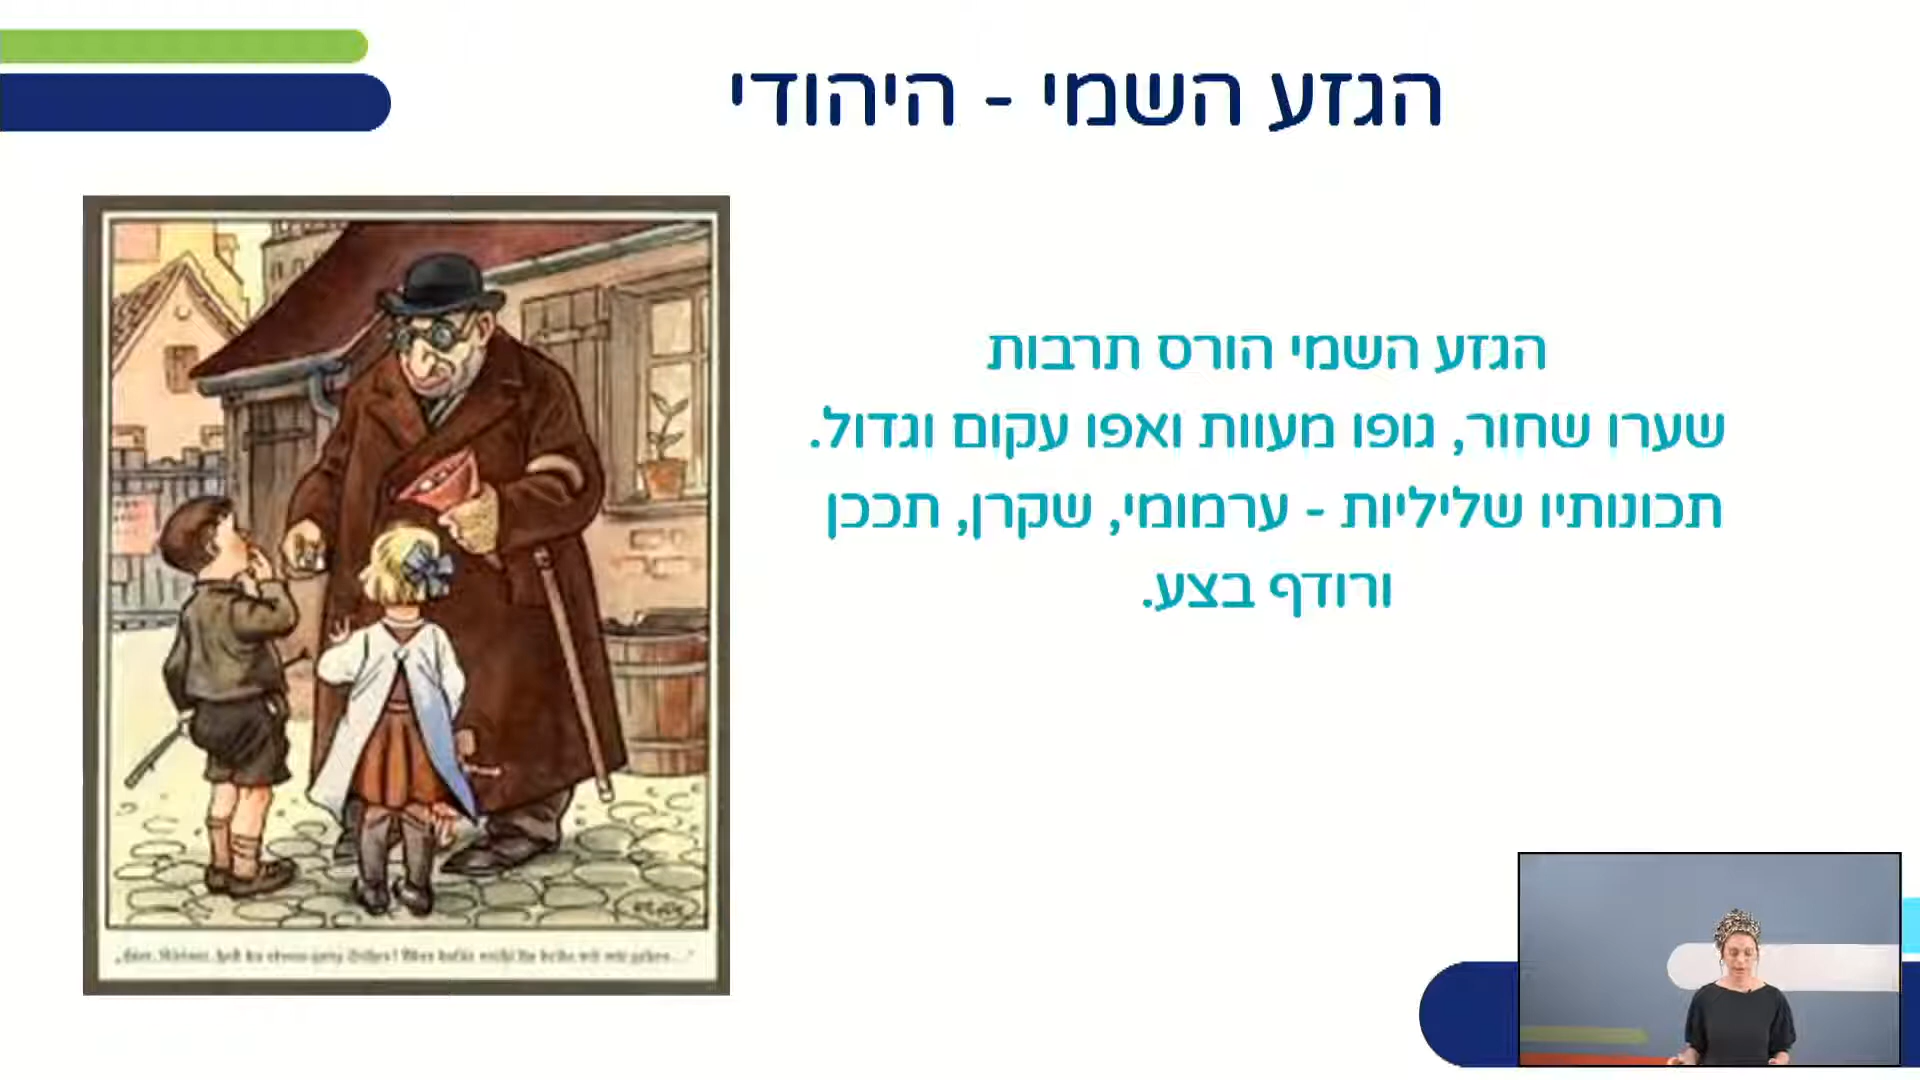 הגזע השמי - היהודי
הגזע השמי הורס תרבות
שערו שחור, גופו מעוות ואפו עקום וגדול.
תכונותיו שליליות - ערמומי, שקרן, תככן
ורודף בצע.